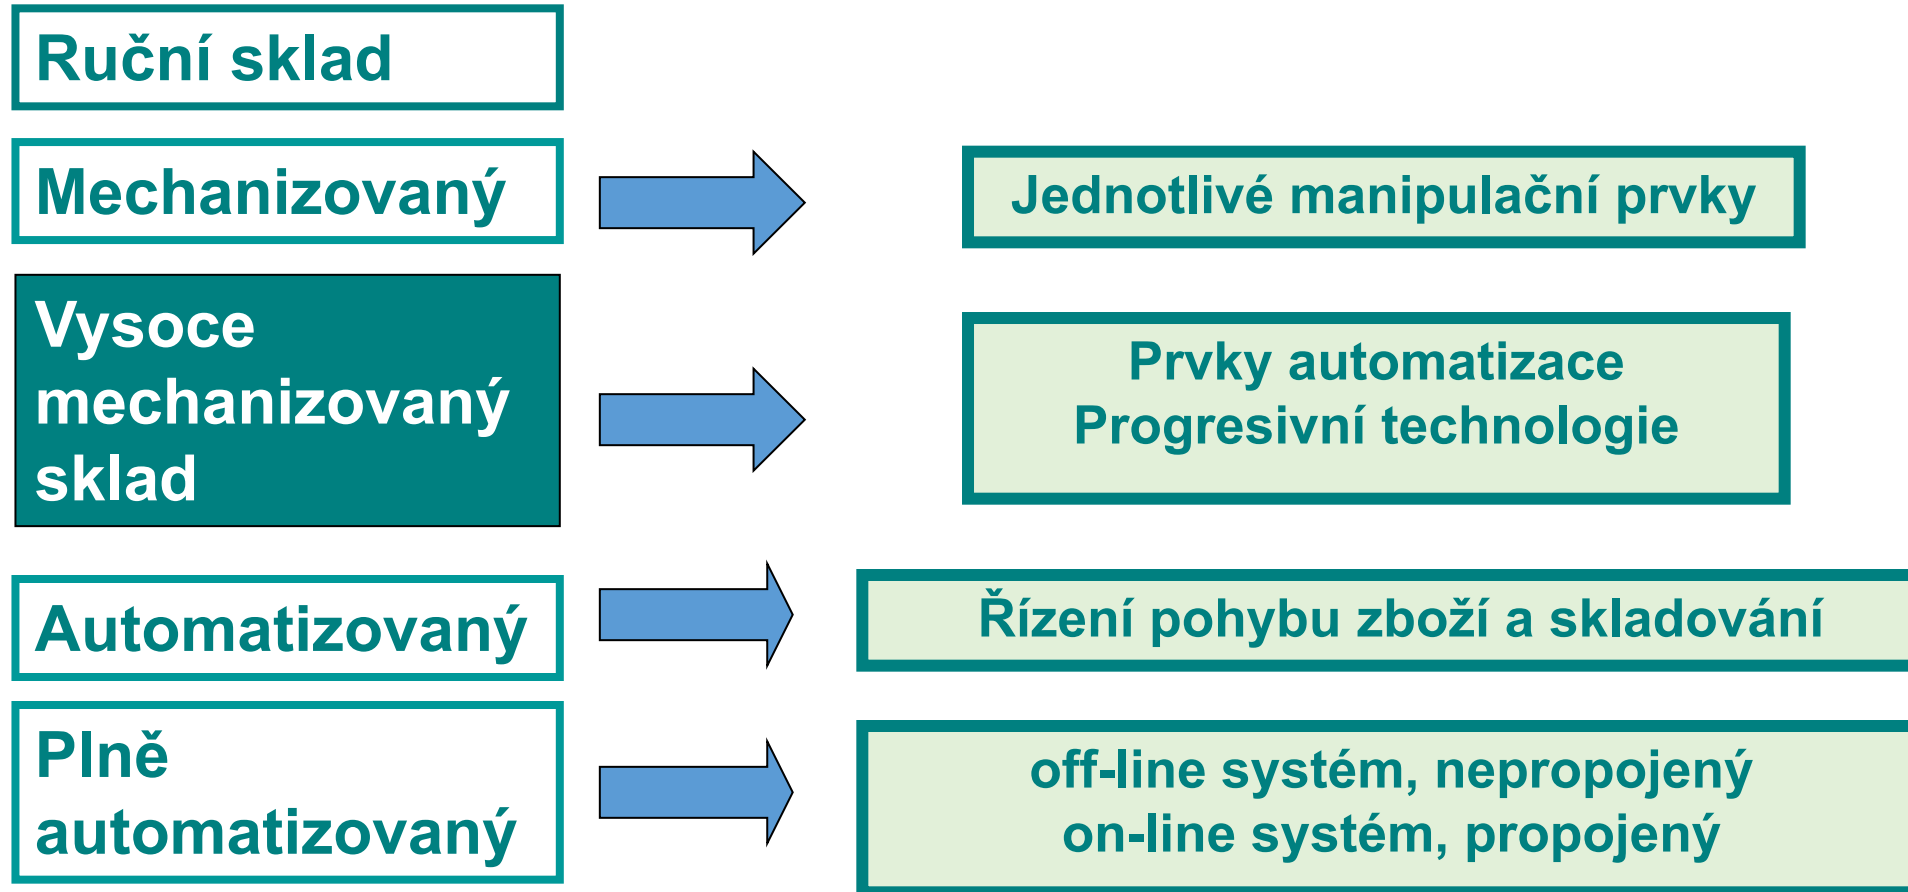 Ruční sklad
Mechanizovaný
Jednotlivé manipulační prvky
Vysoce
mechanizovaný
sklad
Prvky automatizace
Progresivní technologie
Automatizovaný
Řízení pohybu zboží a skladování
Plně
automatizovaný
off-line systém, nepropojený
on-line systém, propojený